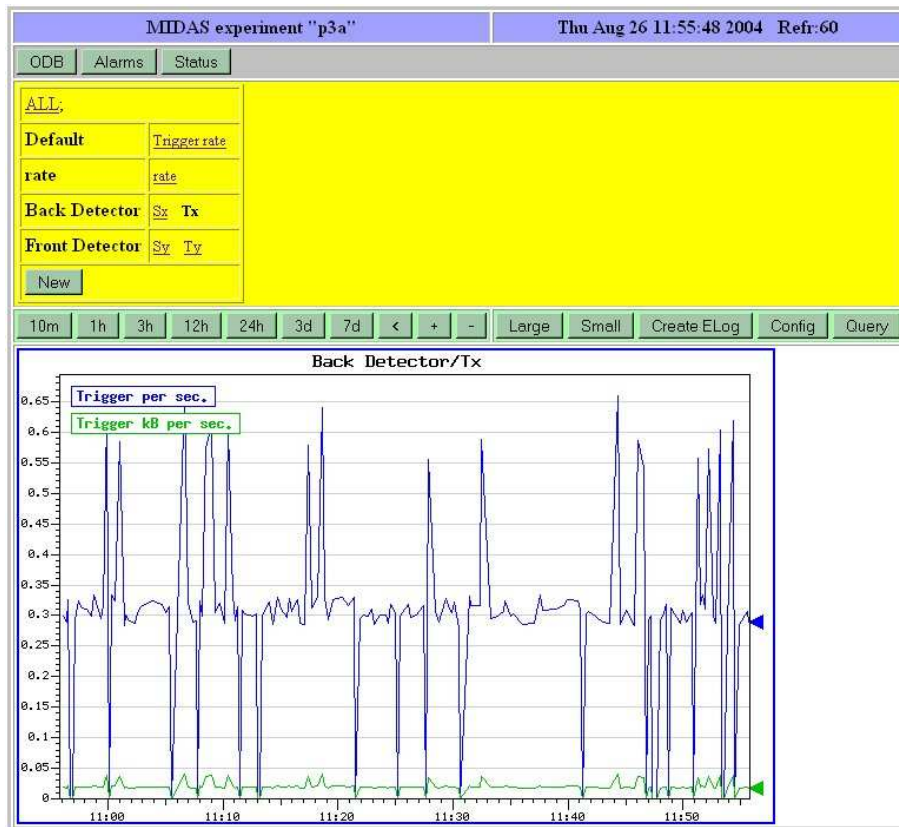 MIDAS experiment "p3a" Thu Aug 26 11:55:48 2004 Refr:60
ODB Alarms Status
ALL;
Default Trigger rate
rate rate
Back Detector Sx Tx
Front Detector Sy Ty
New
10m 1h 3h 12h 24h 3d 7d < + - Large Small Create ELog Config Query
Back Detector/Tx
Trigger per sec.
Trigger kB per sec.
0.65
0.6
0.55
0.5
0.45
0.4
0.35
0.3
0.25
0.2
0.15
0.1
0.05
0
11:00 11:10 11:20 11:30 11:40 11:50